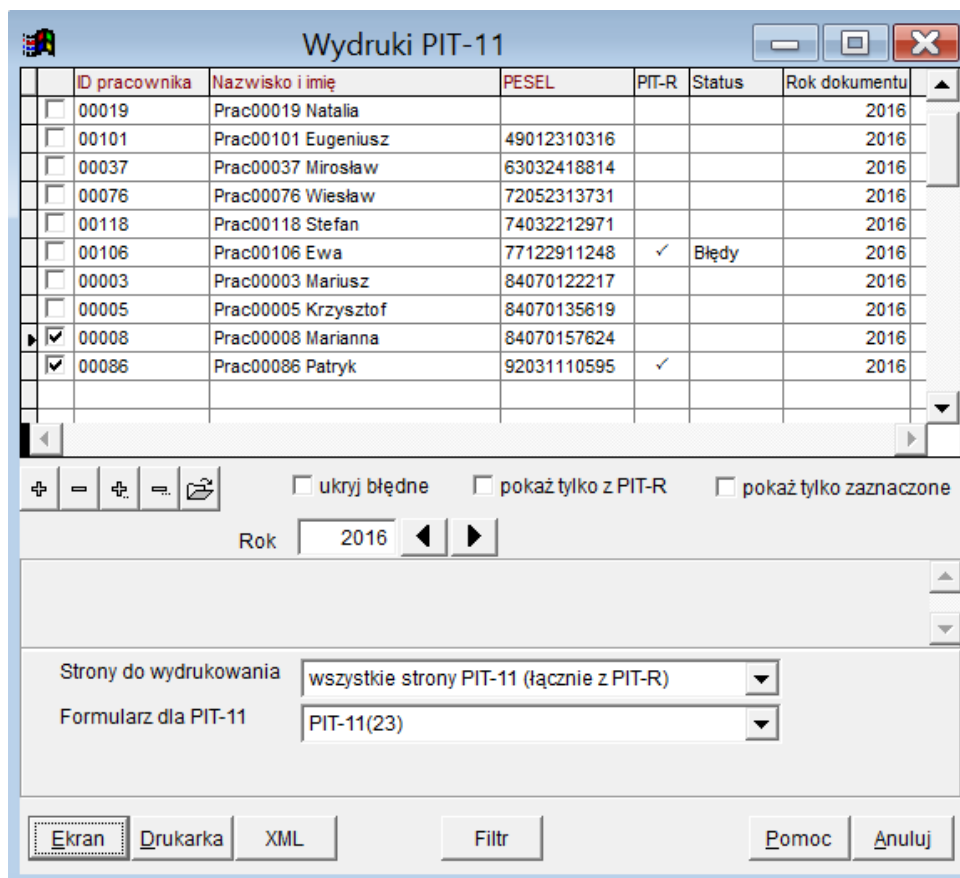 Wydruki PIT-11
ID pracownika Nazwisko i imię PESEL PIT-R Status Rok dokumentu
00019 Prac00019 Natalia 2016
00101 Prac00101 Eugeniusz 49012310316 2016
00037 Prac00037 Mirosław 63032418814 2016
00076 Prac00076 Wiesław 72052313731 2016
00118 Prac00118 Stefan 74032212971 2016
00106 Prac00106 Ewa 77122911248 ✓ Błędy 2016
00003 Prac00003 Mariusz 84070122217 2016
00005 Prac00005 Krzysztof 84070135619 2016
00008 Prac00008 Marianna 84070157624 2016
00086 Prac00086 Patryk 92031110595 ✓ 2016
ukryj błędne pokaż tylko z PIT-R pokaż tylko zaznaczone
Rok 2016
Strony do wydrukowania wszystkie strony PIT-11 (łącznie z PIT-R)
Formularz dla PIT-11 PIT-11(23)
Ekran Drukarka XML Filtr Pomoc Anuluj